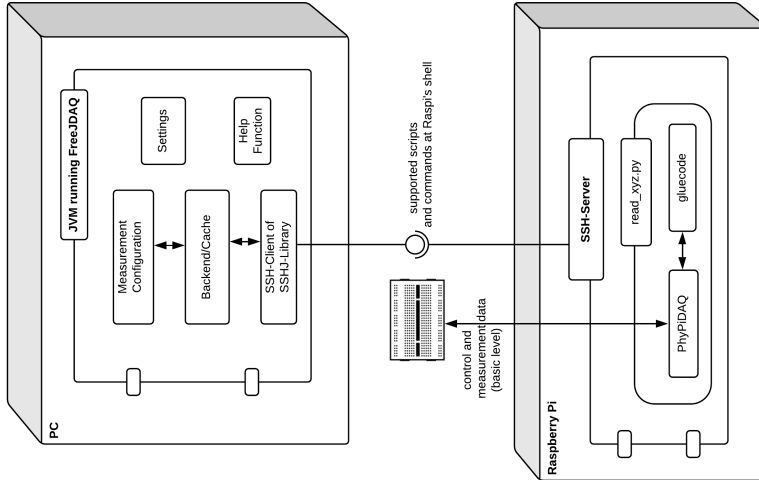 PC
JVM running FreeJDAQ
Measurement
Configuration
Settings
Backend/Cache
Help
Function
SSH-Client of
SSHJ-Library
supported scripts
and commands at Raspi's shell
control and
measurement data
(basic level)
Raspberry Pi
SSH-Server
read_xyz.py
PhyPiDAQ
gluecode